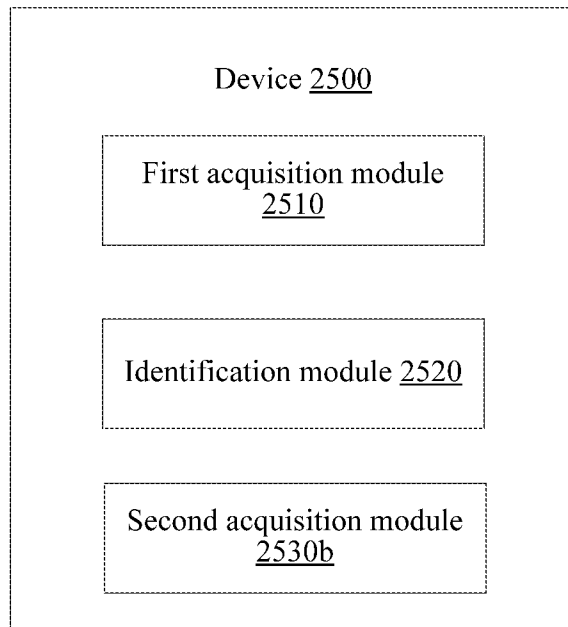 Device 2500
First acquisition module
2510
Identification module 2520
Second acquisition module
2530b